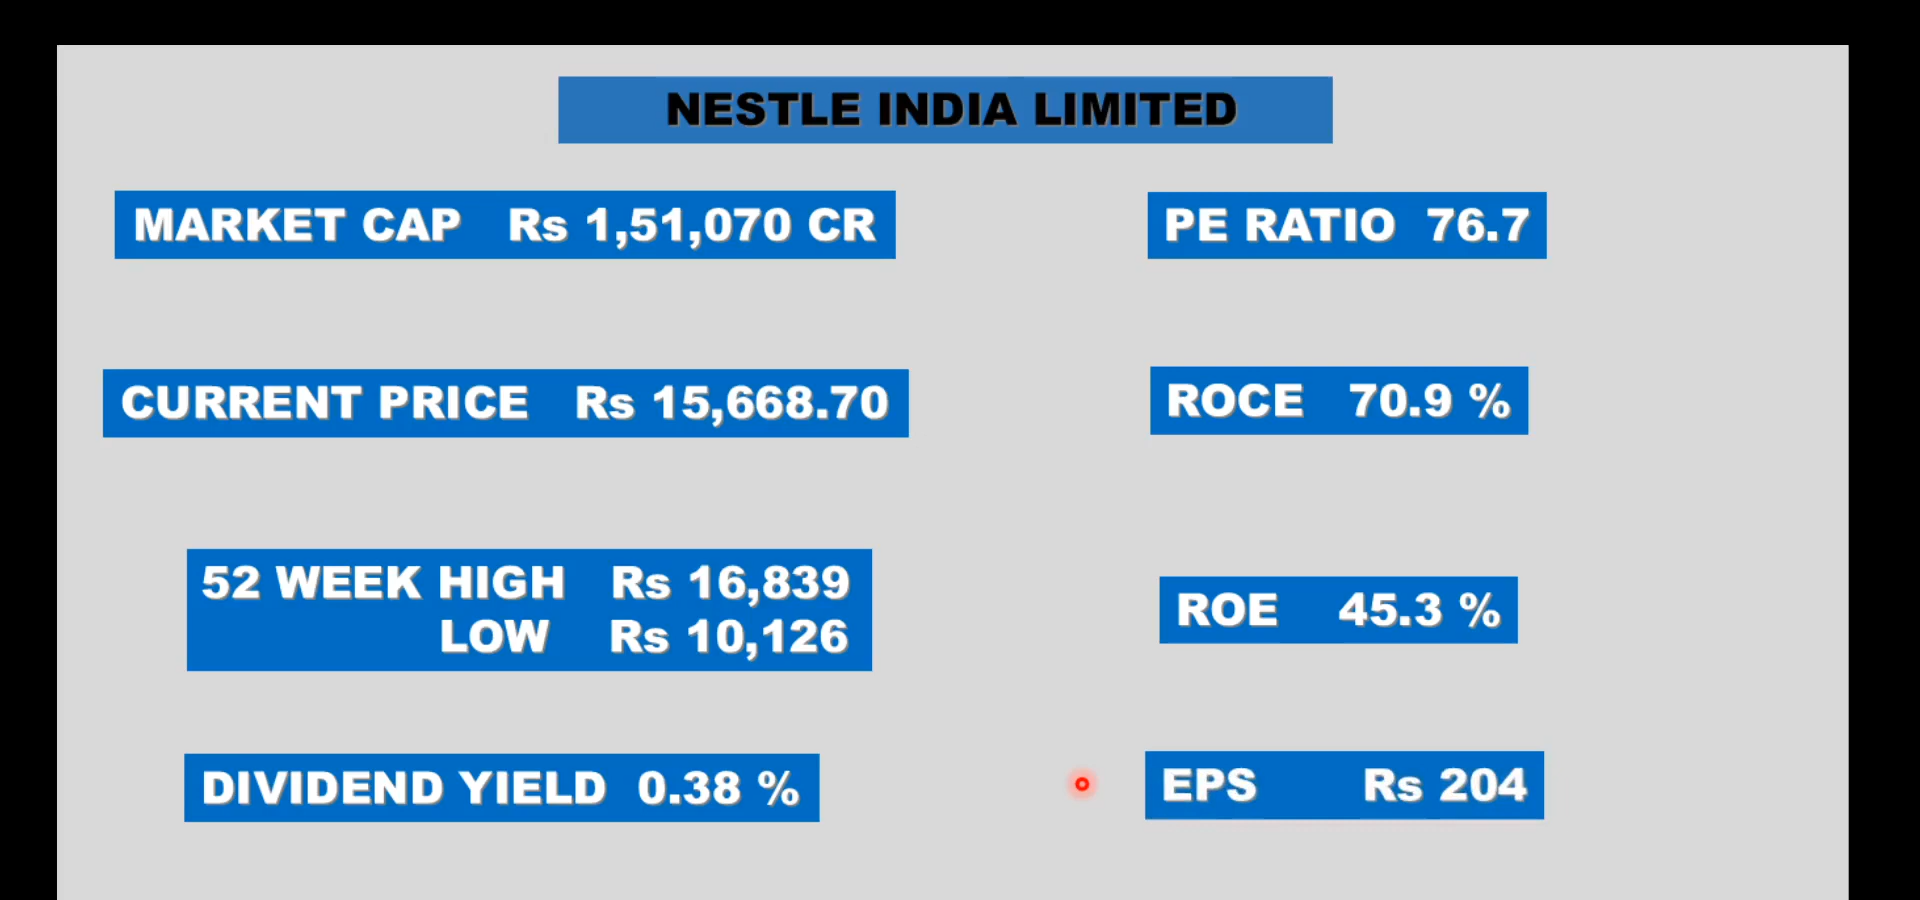 NESTLE INDIA LIMITED
MARKET CAP Rs 1,51,070 CR
PE RATIO 76.7
CURRENT PRICE Rs 15,668.70
ROCE 70.9 %
52 WEEK HIGH Rs 16,839
LOW Rs 10,126
ROE 45.3 %
DIVIDEND YIELD 0.38 %
EPS Rs 204